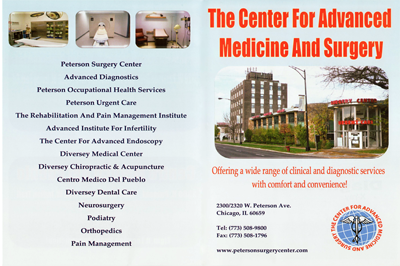 Peterson Surgery Center
Advanced Diagnostics
Peterson Occupational Health Services
Peterson Urgent Care
The Rehabilitation And Pain Management Institute
Advanced Institute For Infertility
The Center For Advanced Endoscopy
Diversey Medical Center
Diversey Chiropractic & Acupuncture
Centro Medico Del Pueblo
Diversey Dental Care
Neurosurgery
Podiatry
Orthopedics
Pain Management
The Center For Advanced
Medicine And Surgery
SURGERY CENTER
Offering a wide range of clinical and diagnostic services
with comfort and convenience!
2300/2320 W. Peterson Ave.
Chicago, IL 60659
Tel: (773) 508-9800
Fax: (773) 508-1796
www.petersonsurgerycenter.com
THE CENTER FOR ADVANCED
MEDICINE AND SURGERY